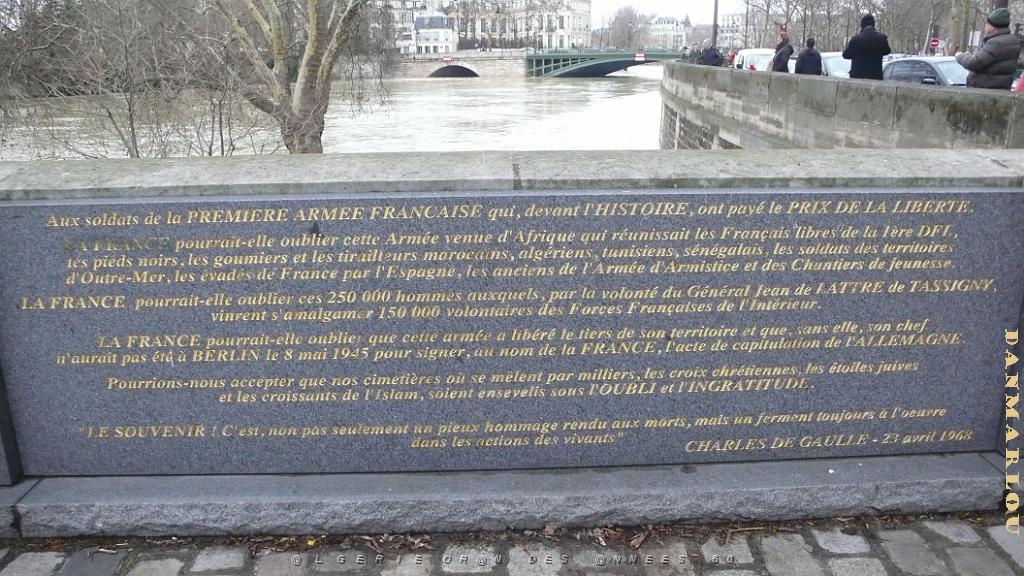 Aux soldats de la PREMIERE ARMEE FRANCAISE qui, devant l'HISTOIRE, ont payé le PRIX DE LA LIBERTE.
LA FRANCE pourrait-elle oublier cette Armée venue d'Afrique qui réunissait les Français libres de la 1ère DFL,
les pieds noirs, les goumiers et les tirailleurs marocains, algériens, tunisiens, sénégalais, les soldats des territoires
d'Outre-Mer, les évadés de France par l'Espagne, les anciens de l'Armée d'Armistice et des Chantiers de jeunesse.
LA FRANCE pourrait-elle oublier ces 250 000 hommes auxquels, par la volonté du Général Jean de LATTRE de TASSIGNY,
vinrent s'amalgamer 150 000 volontaires des Forces Françaises de l'Intérieur.
LA FRANCE pourrait-elle oublier que cette armée a libéré le tiers de son territoire et que, sans elle, son chef
n'aurait pas été à BERLIN le 8 mai 1945 pour signer, au nom de la FRANCE, l'acte de capitulation de l'ALLEMAGNE.
Pourrions-nous accepter que nos cimetières où se mêlent par milliers, les croix chrétiennes, les étoiles juives
et les croissants de l'Islam, soient ensevelis sous l'OUBLI et l'INGRATITUDE.
"LE SOUVENIR ! C'est, non pas seulement un pieux hommage rendu aux morts, mais un ferment toujours à l'oeuvre
dans les actions des vivants"
CHARLES DE GAULLE - 23 avril 1968
DANMARLOU
@LGERIE OR@N DES @NNEES 60